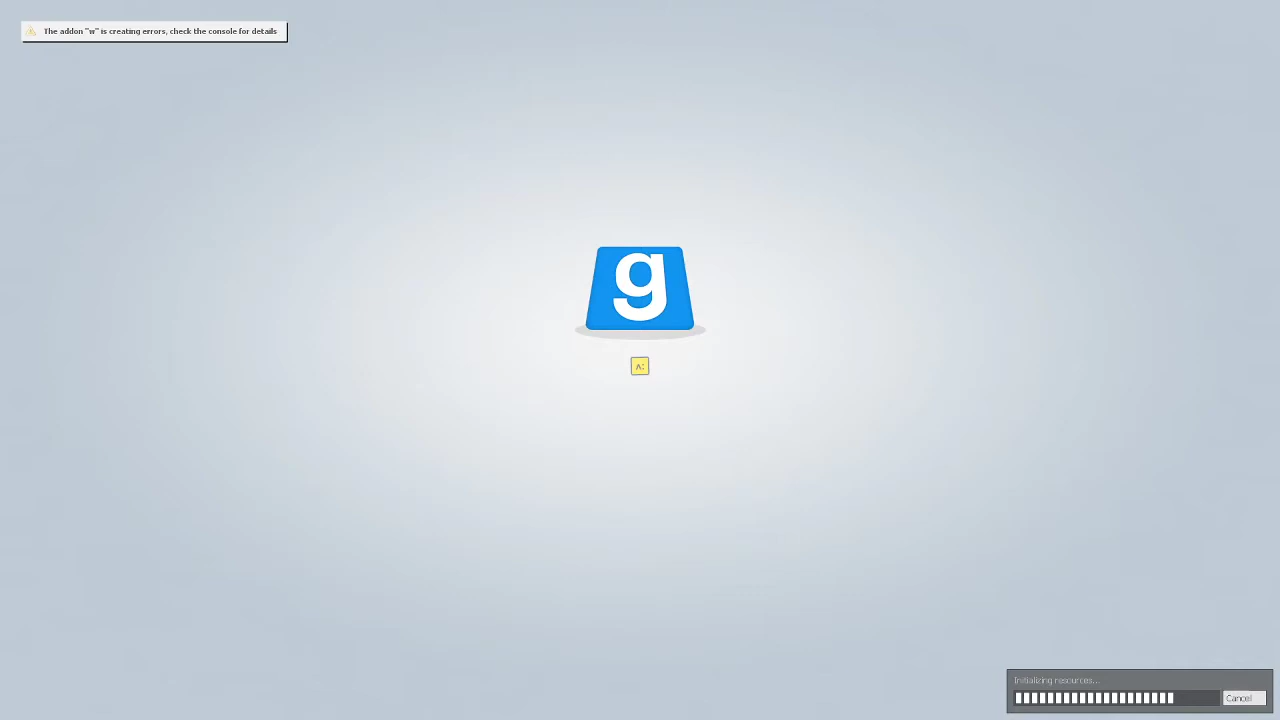 The addon "w" is creating errors, check the console for details
g
^:
Initializing resources...
Cancel